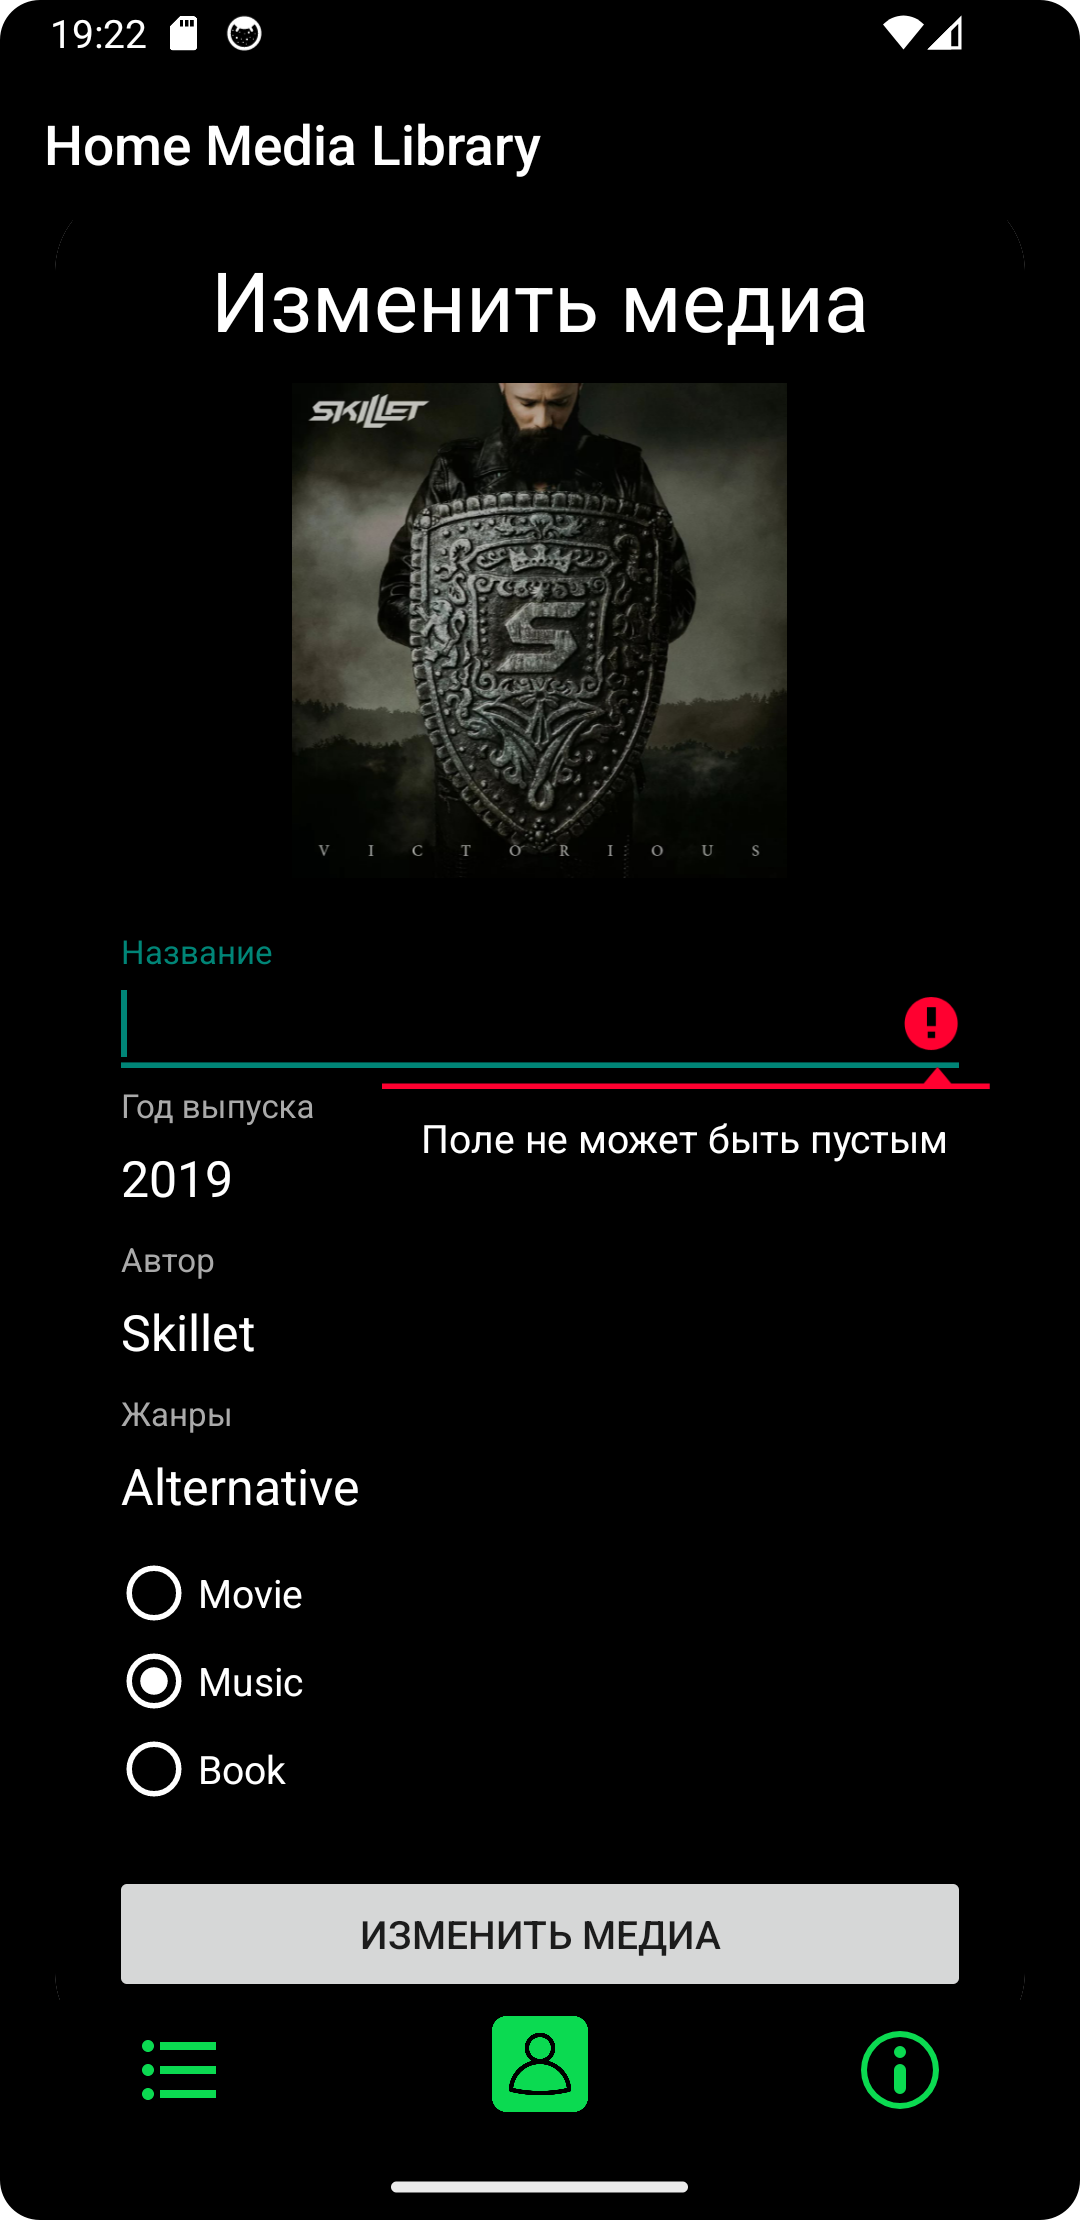 19:22
Home Media Library
Изменить медиа
SKILLET
VICTORIOUS
Название
Год выпуска
Поле не может быть пустым
2019
Автор
Skillet
Жанры
Alternative
Movie
Music
Book
ИЗМЕНИТЬ МЕДИА